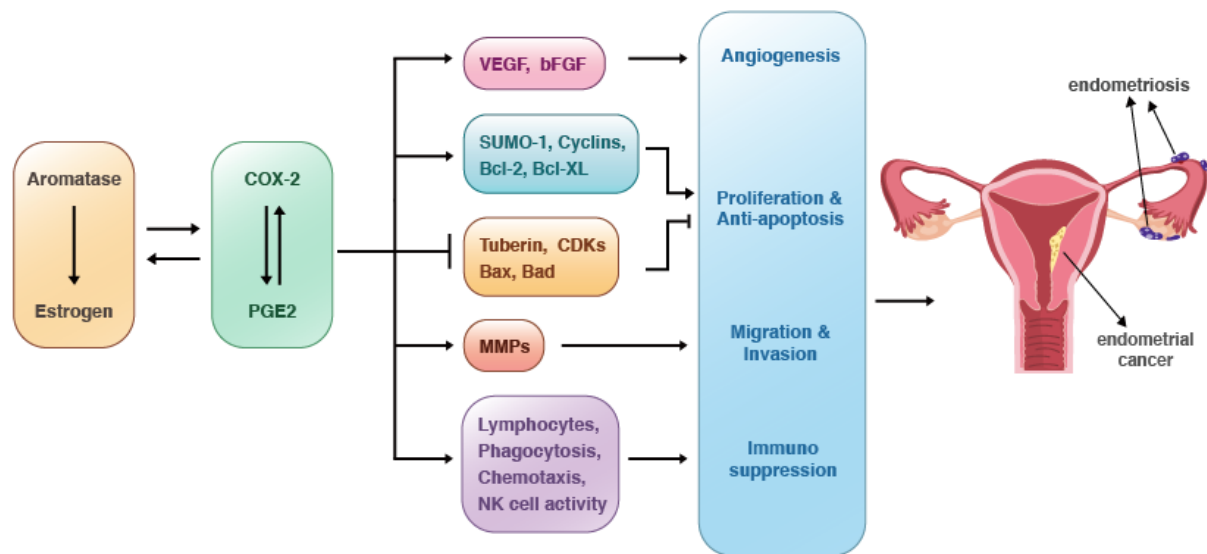 Aromatase
Estrogen
COX-2
PGE2
VEGF, bFGF
SUMO-1, Cyclins,
Bcl-2, Bcl-XL
Tuberin, CDKs
Bax, Bad
MMPs
Lymphocytes,
Phagocytosis,
Chemotaxis,
NK cell activity
Angiogenesis
Proliferation &
Anti-apoptosis
Migration &
Invasion
Immuno
suppression
endometriosis
endometrial
cancer